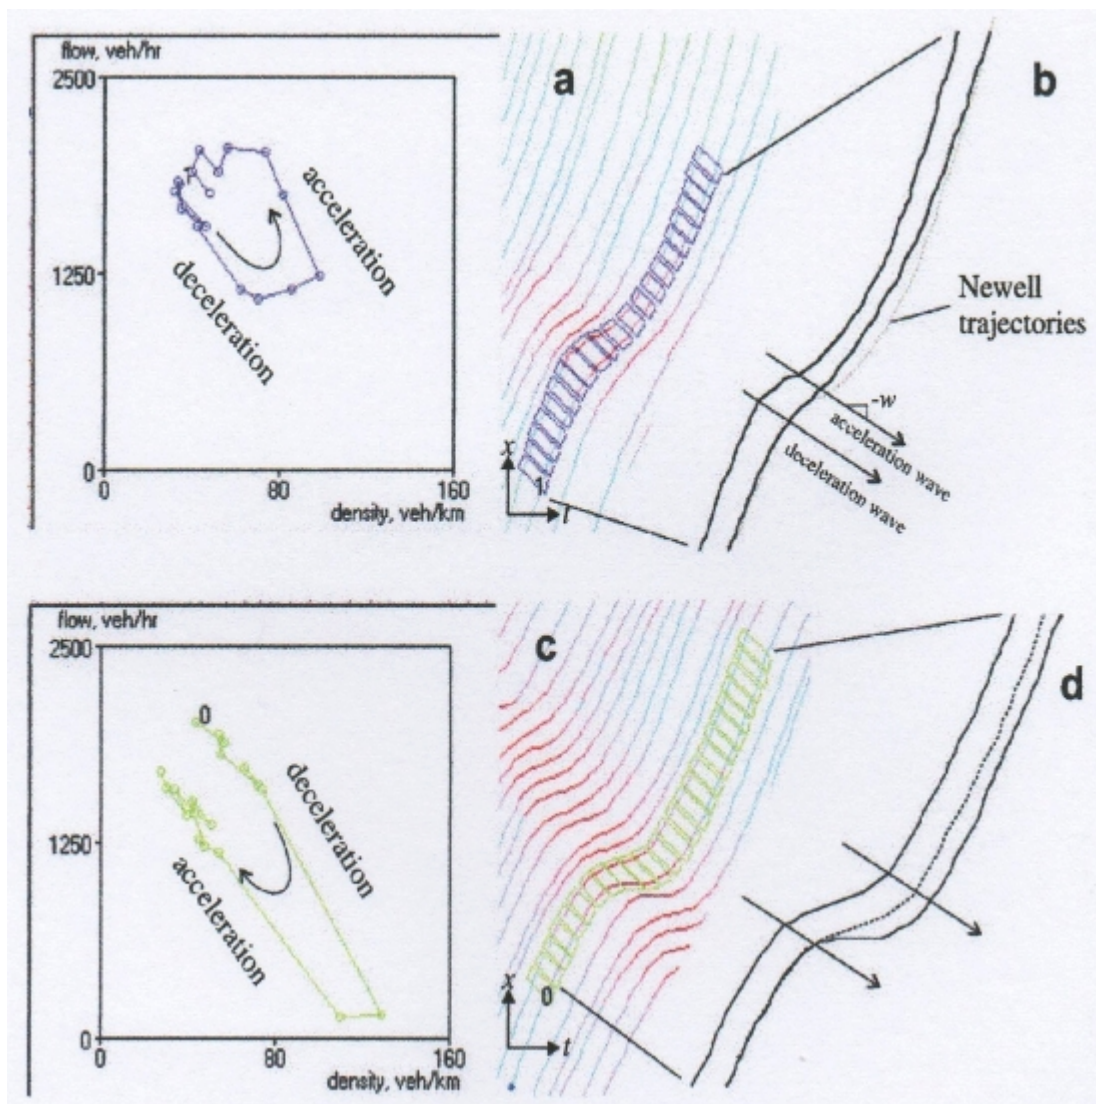 flow, veh/hr
2500
1250
0
0
80
160
density, veh/km
acceleration
deceleration
a
x
t
b
Newell
trajectories
-w
acceleration wave
deceleration wave
flow, veh/hr
2500
1250
0
0
80
160
density, veh/km
0
deceleration
acceleration
c
0
x
t
d